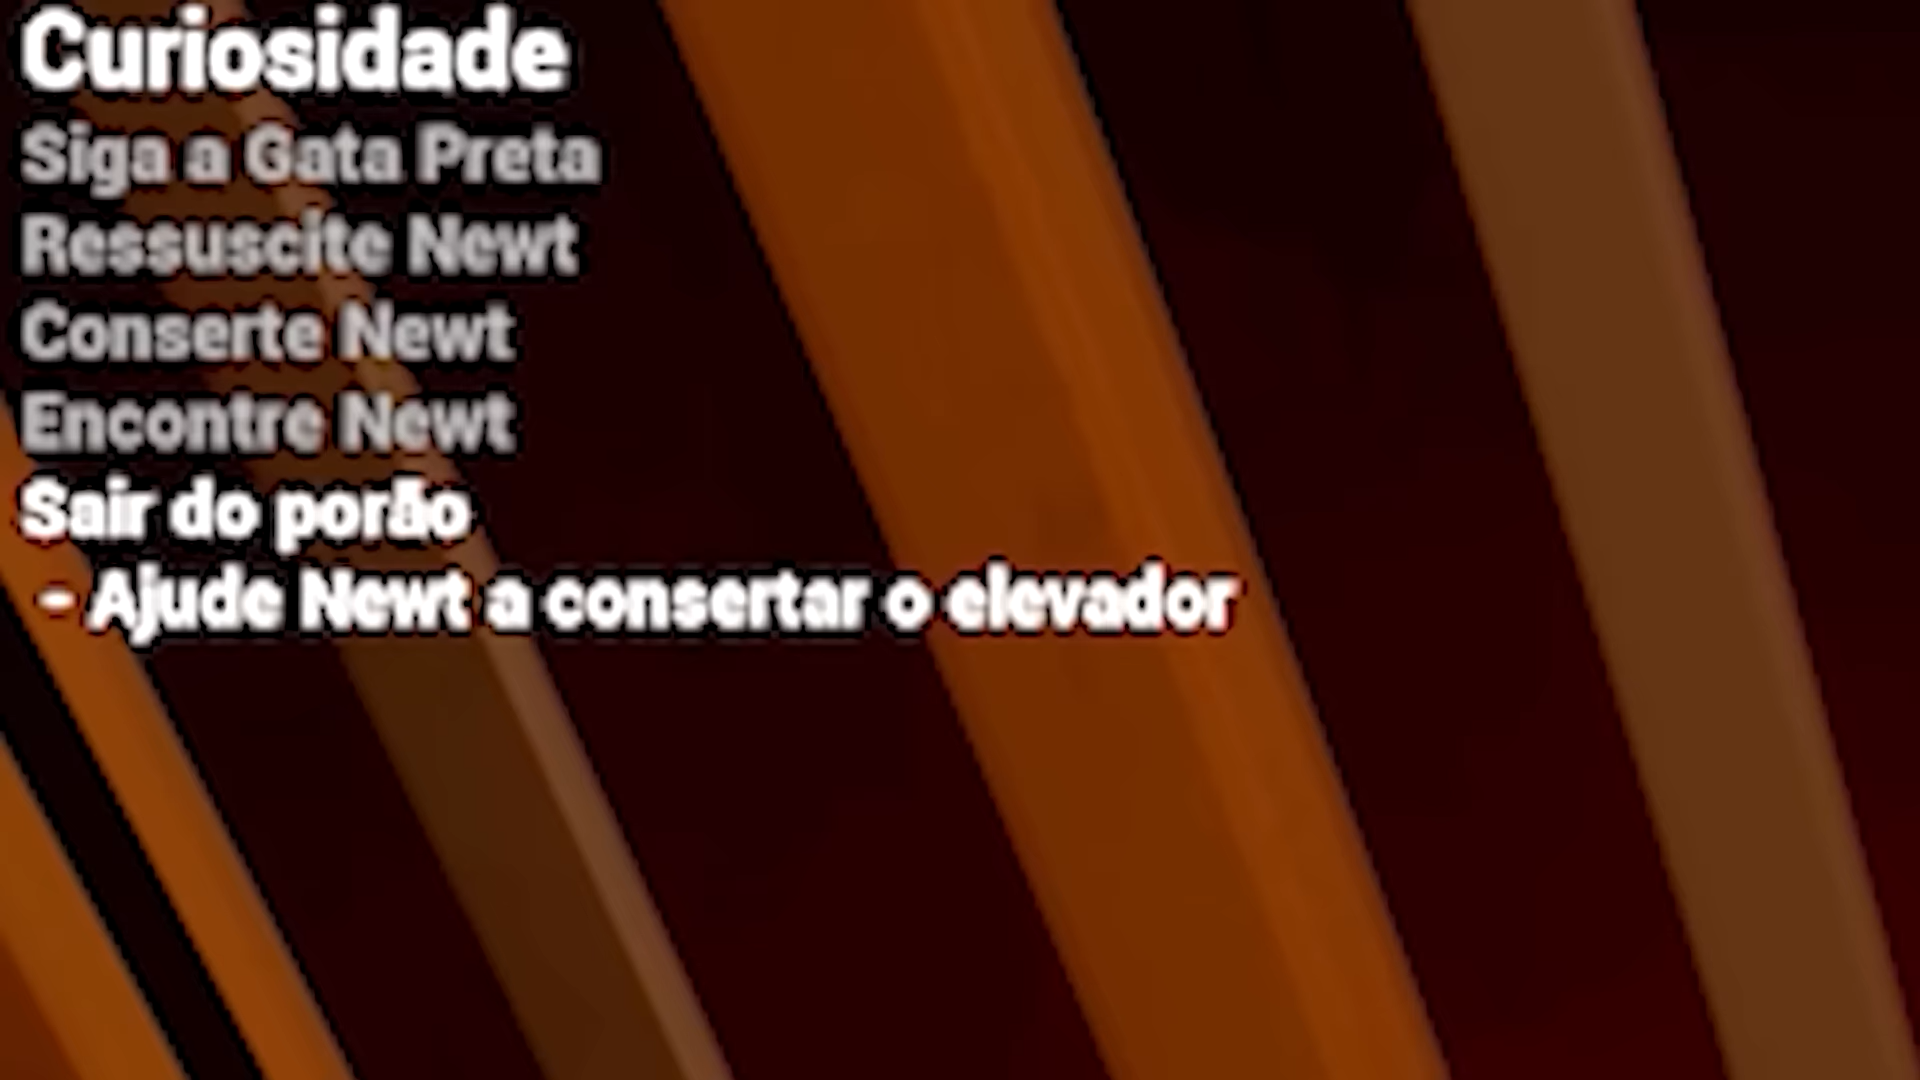 Curiosidade
Siga a Gata Preta
Ressuscite Newt
Conserte Newt
Encontre Newt
Sair do porão
- Ajude Newt a consertar o elevador